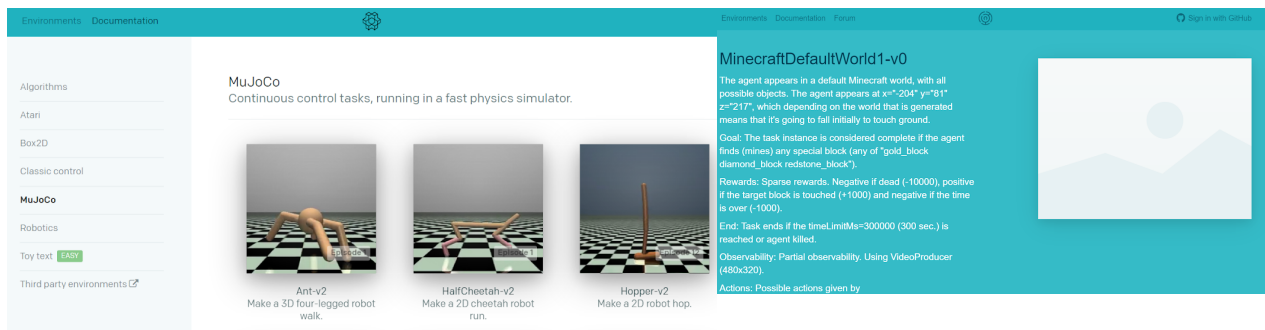 Environments Documentation
Algorithms
Atari
Box2D
Classic control
MuJoCo
Robotics
Toy text EASY
Third party environments
MuJoCo
Continuous control tasks, running in a fast physics simulator.
Episode 1
Ant-v2
Make a 3D four-legged robot
walk.
Episode 1
HalfCheetah-v2
Make a 2D cheetah robot
run.
Episode 12
Hopper-v2
Make a 2D robot hop.
Environments Documentation Forum
Sign in with GitHub
MinecraftDefaultWorld1-v0
The agent appears in a default Minecraft world, with all
possible objects. The agent appears at x="-204" y="81"
z="217", which depending on the world that is generated
means that it's going to fall initially to touch ground.
Goal: The task instance is considered complete if the agent
finds (mines) any special block (any of "gold_block
diamond_block redstone_block").
Rewards: Sparse rewards. Negative if dead (-10000), positive
if the target block is touched (+1000) and negative if the time
is over (-1000).
End: Task ends if the timeLimitMs=300000 (300 sec.) is
reached or agent killed.
Observability: Partial observability. Using VideoProducer
(480x320).
Actions: Possible actions given by